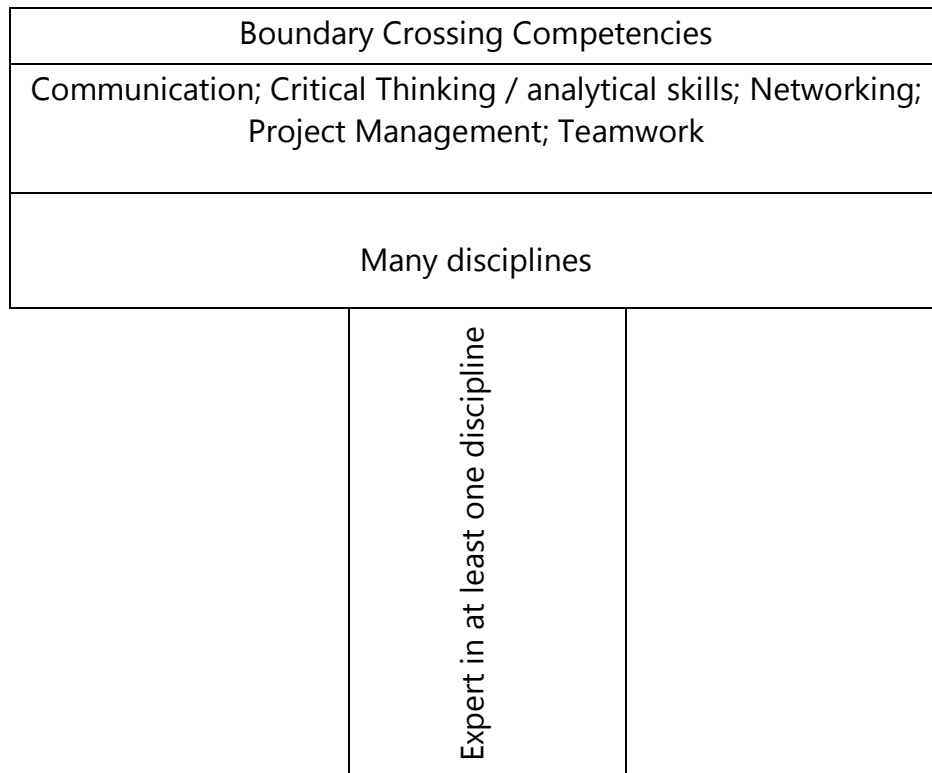 Boundary Crossing Competencies
Communication; Critical Thinking / analytical skills; Networking;
Project Management; Teamwork
Many disciplines
Expert in at least one discipline